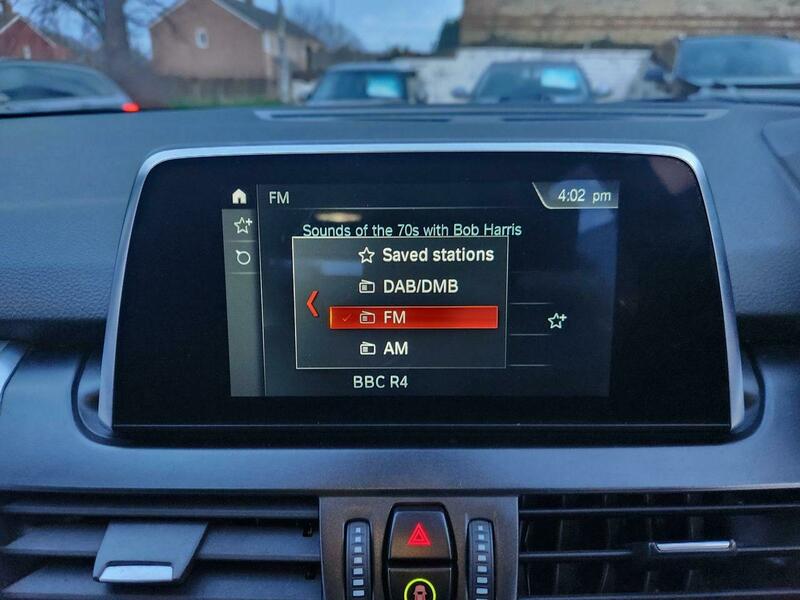 FM
4:02 pm
Sounds of the 70s with Bob Harris
Saved stations
DAB/DMB
FM
AM
BBC R4